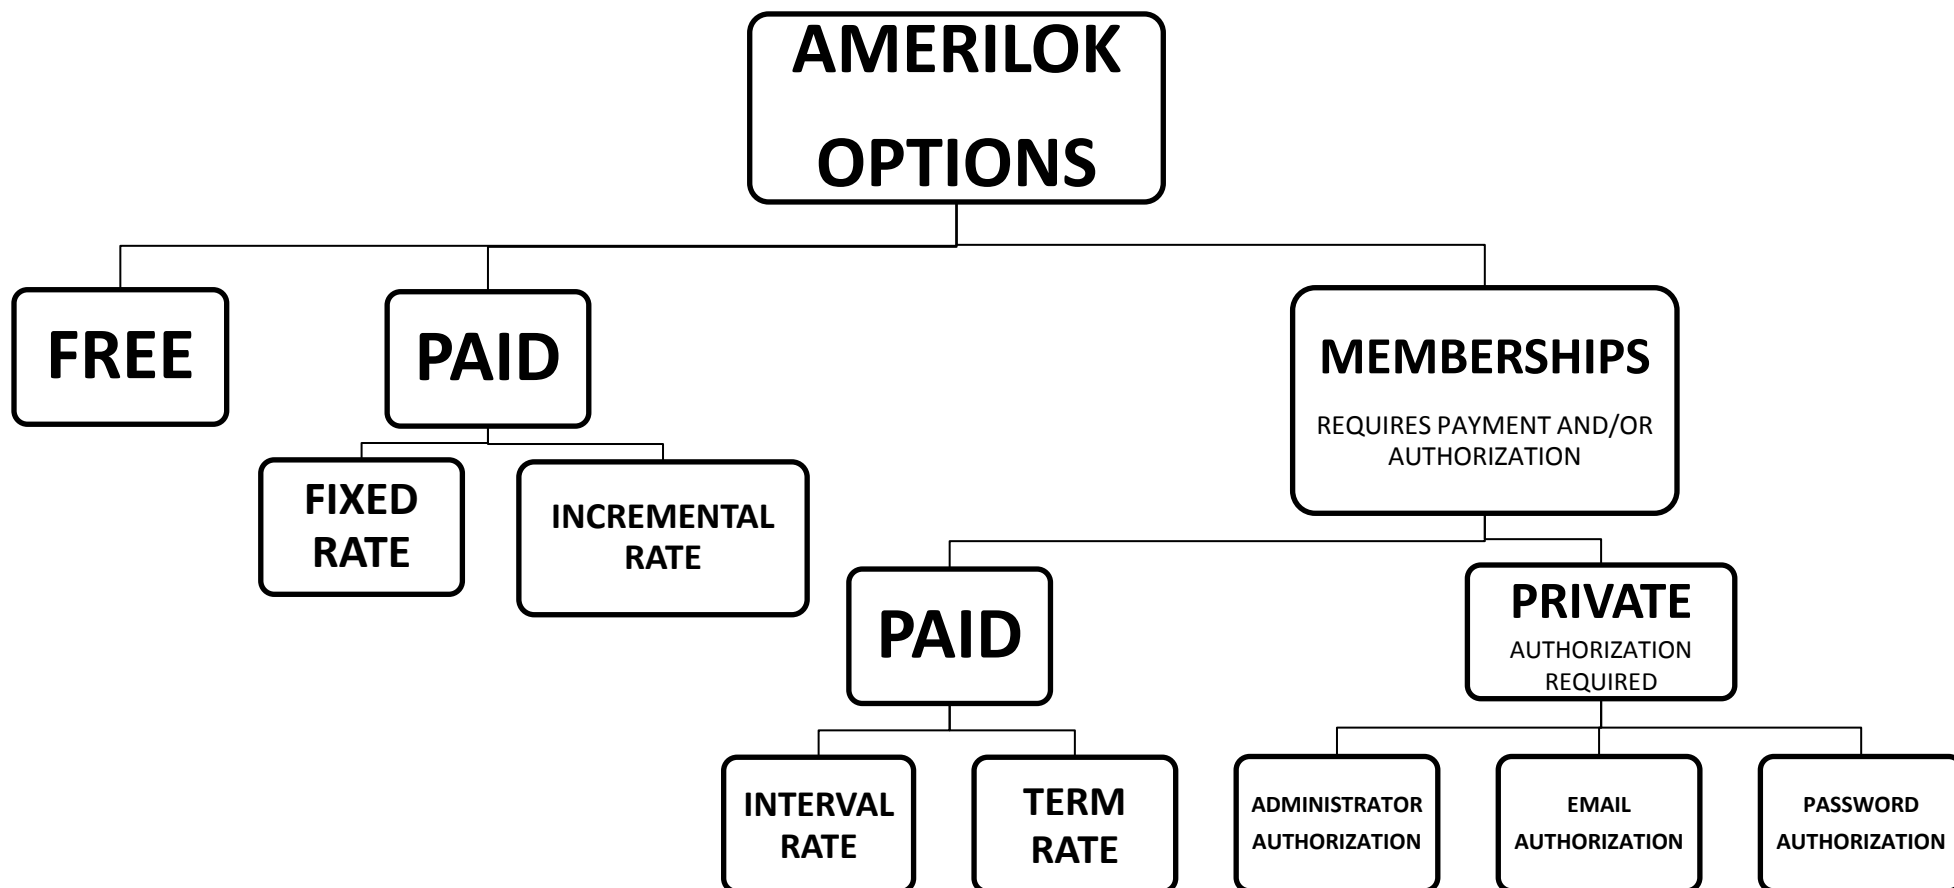 AMERILOK
OPTIONS
FREE
PAID
MEMBERSHIPS
REQUIRES PAYMENT AND/OR
AUTHORIZATION
FIXED
RATE
INCREMENTAL
RATE
PAID
PRIVATE
AUTHORIZATION
REQUIRED
INTERVAL
RATE
TERM
RATE
ADMINISTRATOR
AUTHORIZATION
EMAIL
AUTHORIZATION
PASSWORD
AUTHORIZATION